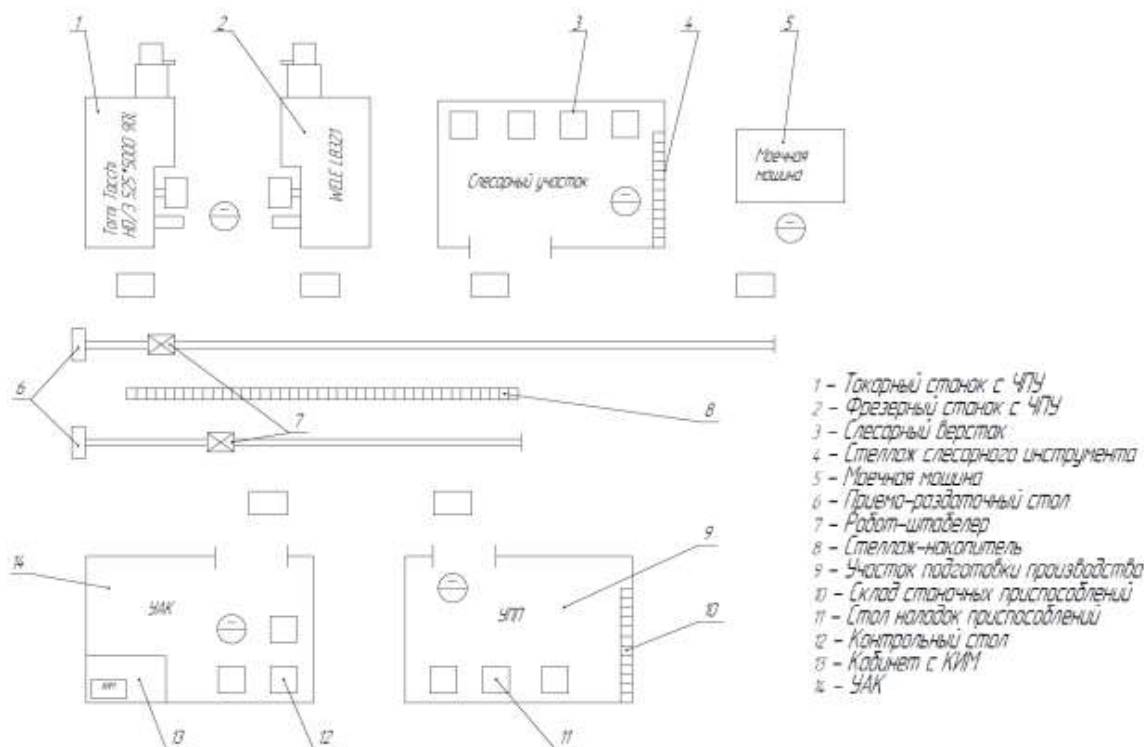 1
2
3
4
5
Torni Tacchi
HD/3 525*5000 90L
WELE LB321
Слесарный участок
Моечная
машина
6
7
8
1 - Токарный станок с ЧПУ
2 - Фрезерный станок с ЧПУ
3 - Слесарный верстак
4 - Стеллаж слесарного инструмента
5 - Моечная машина
6 - Приемо-раздаточный стол
7 - Робот-штабелер
8 - Стеллаж-накопитель
9 - Участок подготовки производства
10 - Склад станочных приспособлений
11 - Стол наладок приспособлений
12 - Контрольный стол
13 - Кабинет с КИМ
14 - УАК
14
9
УАК
УПП
10
13
12
11